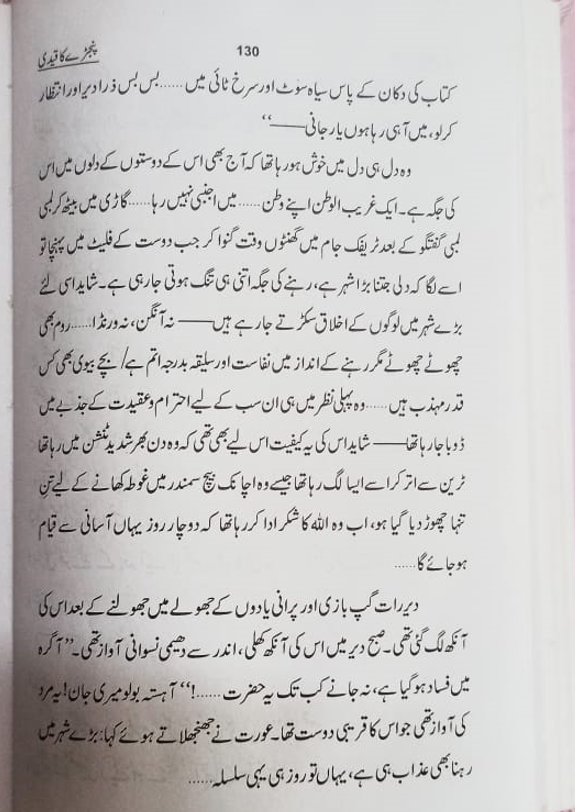 130
پنجڑے کا قیدی
کتاب کی دکان کے پاس سیاہ سوٹ اور سرخ ٹائی میں ...... بس بس ذرا دیر اور انتظار
کر لو، میں آ ہی رہا ہوں یار جانی——‘‘
وہ دل ہی دل میں خوش ہو رہا تھا کہ آج بھی اس کے دوستوں کے دلوں میں اس
کی جگہ ہے۔ ایک غریب الوطن اپنے وطن ...... میں اجنبی نہیں رہا ...... گاڑی میں بیٹھ کر لمبی
لمبی گفتگو کے بعد ٹریفک جام میں گھنٹوں وقت گنوا کر جب دوست کے فلیٹ میں پہنچا تو
اسے لگا کہ دلی جتنا بڑا شہر ہے، رہنے کی جگہ اتنی ہی تنگ ہوتی جا رہی ہے۔ شاید اسی لئے
بڑے شہر میں لوگوں کے اخلاق سکڑتے جا رہے ہیں—— نہ آنگن، نہ ورنڈا ...... روم بھی
چھوٹے چھوٹے مگر رہنے کے انداز میں نفاست اور سلیقہ بدرجہ اتم ہے/ بچے بیوی بھی کس
قدر مہذب ہیں ...... وہ پہلی نظر میں ہی ان سب کے لیے احترام و عقیدت کے جذبے میں
ڈوبا جا رہا تھا—— شاید اس کی یہ کیفیت اس لیے بھی تھی کہ وہ دن بھر شدید ٹنشن میں رہا تھا
ٹرین سے اتر کر اسے ایسا لگ رہا تھا جیسے وہ اچانک بیچ سمندر میں غوطہ کھانے کے لیے تنِ
تنہا چھوڑ دیا گیا ہو، اب وہ اللہ کا شکر ادا کر رہا تھا کہ دو چار روز یہاں آسانی سے قیام
ہو جائے گا ......
دیر رات گپ بازی اور پرانی یادوں کے جھولے میں جھولنے کے بعد اس کی
آنکھ لگ گئی تھی۔ صبح دیر میں اس کی آنکھ کھلی، اندر سے دھیمی نسوانی آواز تھی۔ ’’آگرہ
میں فساد ہو گیا ہے، نہ جانے کب تک یہ حضرت ......!‘‘ آہستہ بولو میری جان! یہ مرد
کی آواز تھی جو اس کا قریبی دوست تھا۔ عورت نے جھنجھلاتے ہوئے کہا: بڑے شہر میں
رہنا بھی عذاب ہی ہے، یہاں تو روز ہی یہی سلسلہ ......